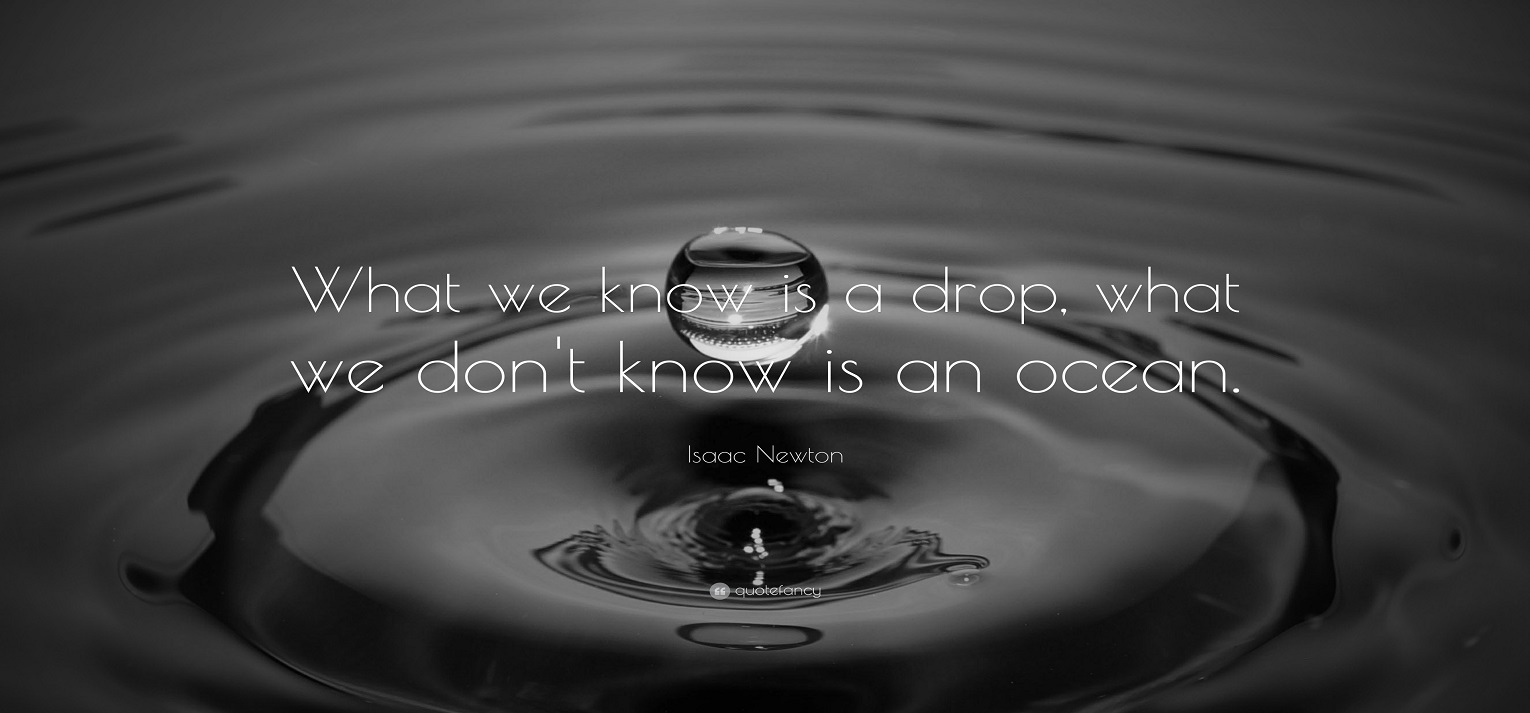 What we know is a drop, what
we don't know is an ocean.
Isaac Newton
quotefancy